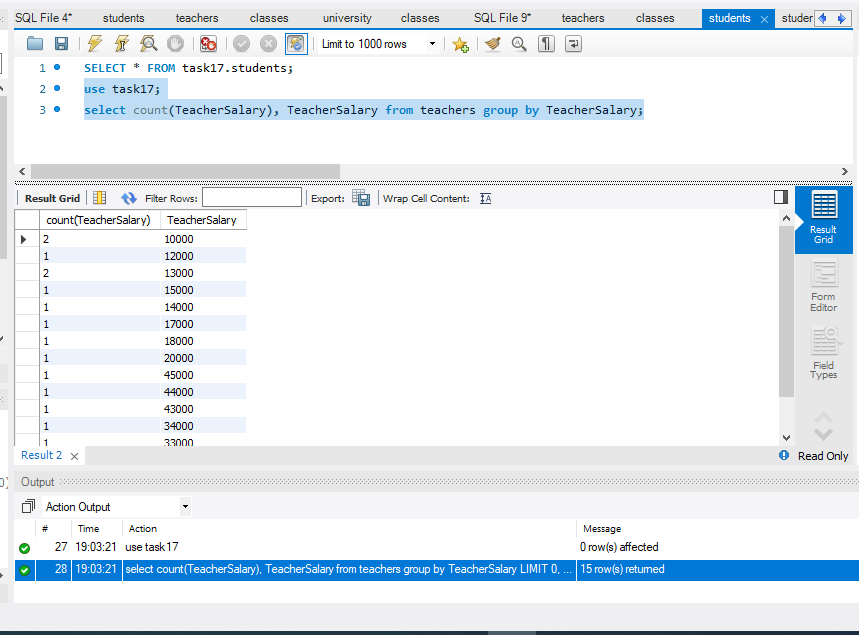 SQL File 4* students teachers classes university classes SQL File 9* teachers classes students studer
Limit to 1000 rows
1 SELECT * FROM task17.students;
2 use task17;
3 select count(TeacherSalary), TeacherSalary from teachers group by TeacherSalary;
Result Grid Filter Rows: Export: Wrap Cell Content:
count(TeacherSalary) TeacherSalary
2 10000
1 12000
2 13000
1 15000
1 14000
1 17000
1 18000
1 20000
1 45000
1 44000
1 43000
1 34000
1 33000
Result
Grid
Form
Editor
Field
Types
Result 2 Read Only
Output
Action Output
# Time Action Message
27 19:03:21 use task17 0 row(s) affected
28 19:03:21 select count(TeacherSalary), TeacherSalary from teachers group by TeacherSalary LIMIT 0, ... 15 row(s) returned